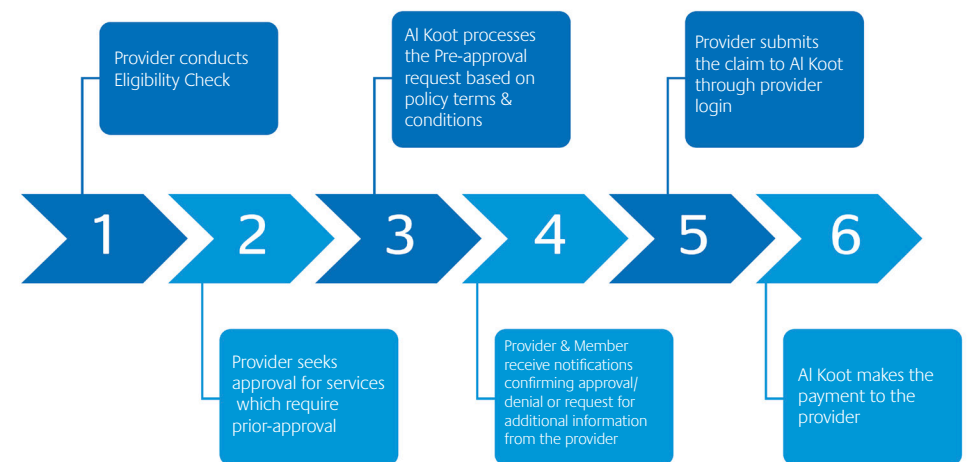 Provider conducts
Eligibility Check
Al Koot processes
the Pre-approval
request based on
policy terms &
conditions
Provider submits
the claim to Al Koot
through provider
login
1
2
3
4
5
6
Provider seeks
approval for services
which require
prior-approval
Provider & Member
receive notifications
confirming approval/
denial or request for
additional information
from the provider
Al Koot makes the
payment to the
provider